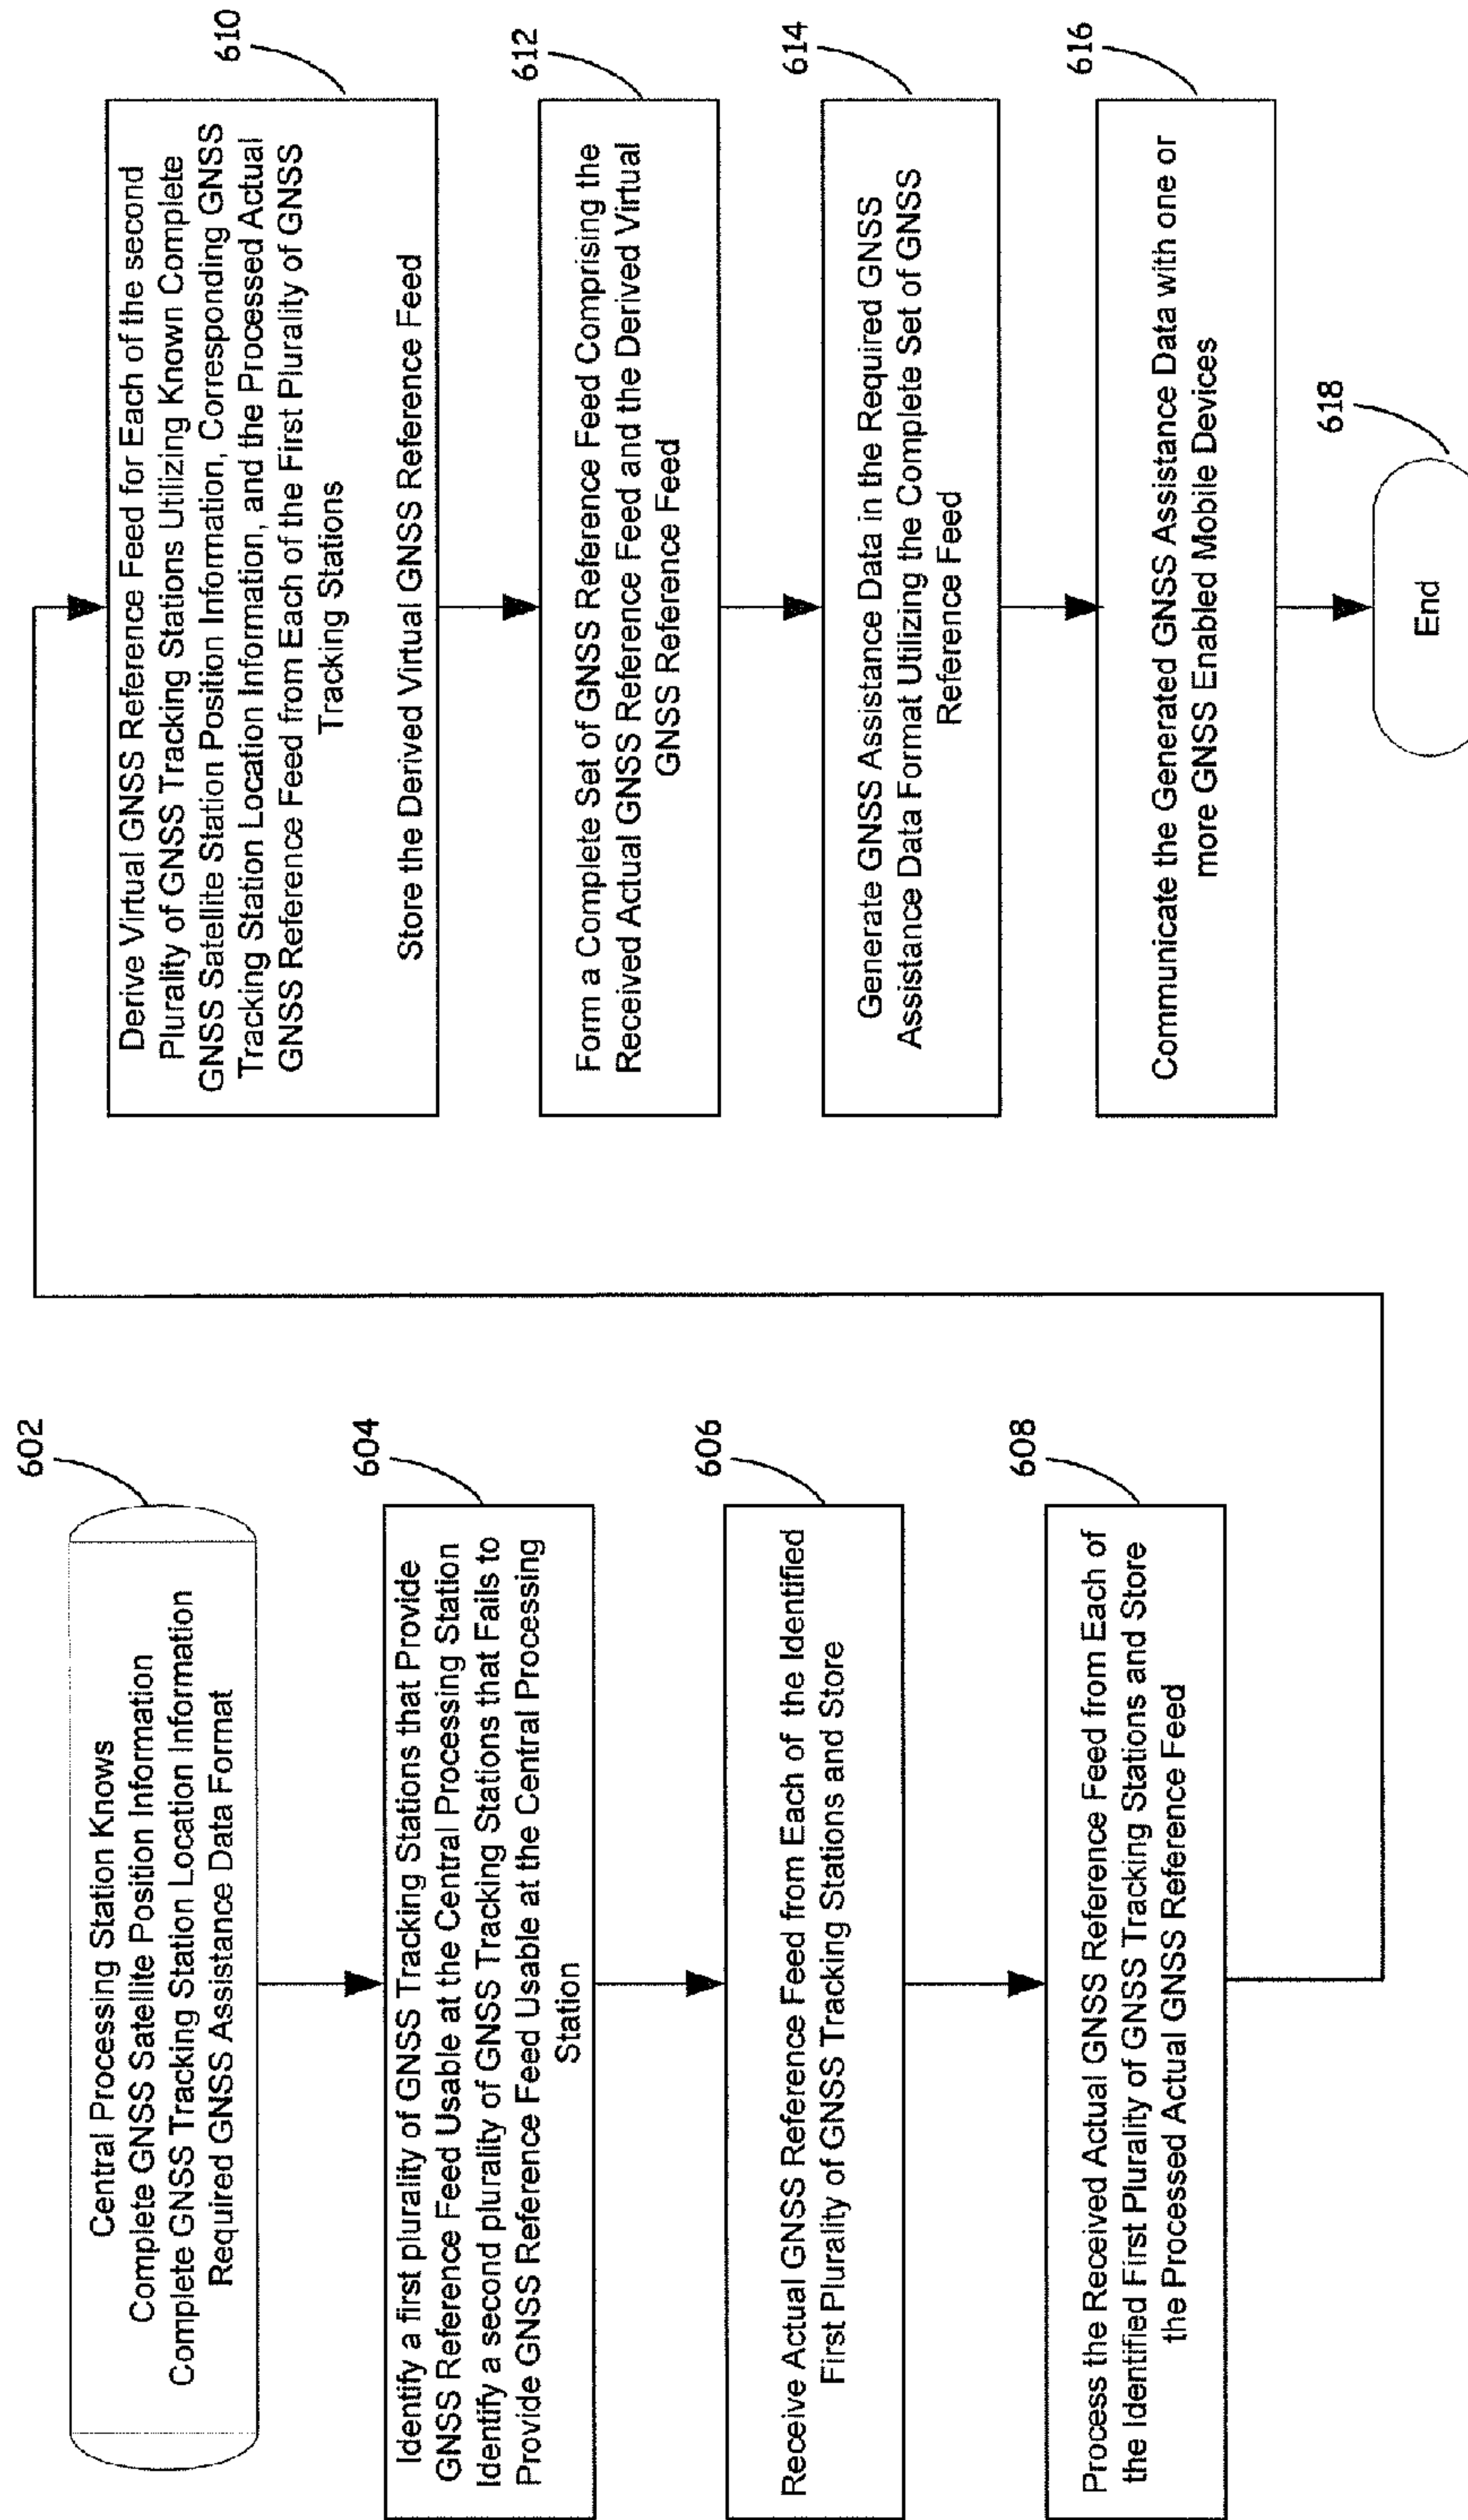 602
Central Processing Station Knows
Complete GNSS Satellite Position Information
Complete GNSS Tracking Station Location Information
Required GNSS Assistance Data Format
604
Identify a first plurality of GNSS Tracking Stations that Provide
GNSS Reference Feed Usable at the Central Processing Station
Identify a second plurality of GNSS Tracking Stations that Fails to
Provide GNSS Reference Feed Usable at the Central Processing
Station
606
Receive Actual GNSS Reference Feed from Each of the Identified
First Plurality of GNSS Tracking Stations and Store
608
Process the Received Actual GNSS Reference Feed from Each of
the Identified First Plurality of GNSS Tracking Stations and Store
the Processed Actual GNSS Reference Feed
610
Derive Virtual GNSS Reference Feed for Each of the second
Plurality of GNSS Tracking Stations Utilizing Known Complete
GNSS Satellite Station Position Information, Corresponding GNSS
Tracking Station Location Information, and the Processed Actual
GNSS Reference Feed from Each of the First Plurality of GNSS
Tracking Stations
Store the Derived Virtual GNSS Reference Feed
612
Form a Complete Set of GNSS Reference Feed Comprising the
Received Actual GNSS Reference Feed and the Derived Virtual
GNSS Reference Feed
614
Generate GNSS Assistance Data in the Required GNSS
Assistance Data Format Utilizing the Complete Set of GNSS
Reference Feed
616
Communicate the Generated GNSS Assistance Data with one or
more GNSS Enabled Mobile Devices
618
End